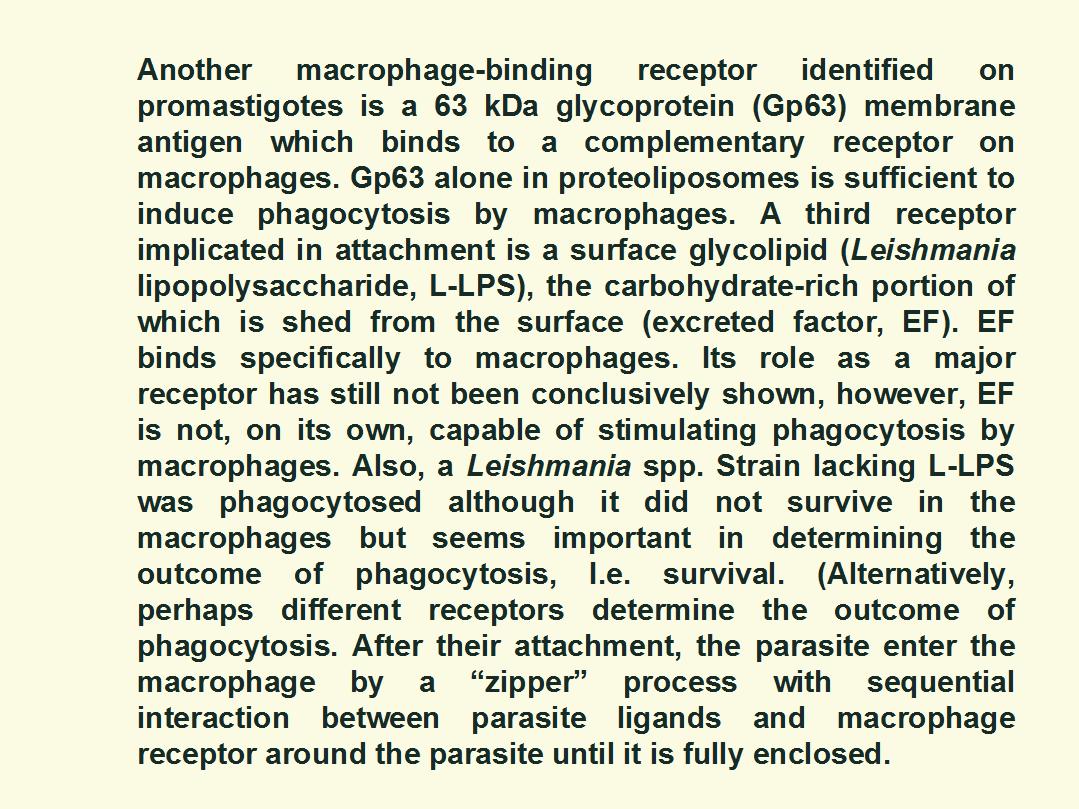 Another macrophage-binding receptor identified on
promastigotes is a 63 kDa glycoprotein (Gp63) membrane
antigen which binds to a complementary receptor on
macrophages. Gp63 alone in proteoliposomes is sufficient to
induce phagocytosis by macrophages. A third receptor
implicated in attachment is a surface glycolipid (Leishmania
lipopolysaccharide, L-LPS), the carbohydrate-rich portion of
which is shed from the surface (excreted factor, EF). EF
binds specifically to macrophages. Its role as a major
receptor has still not been conclusively shown, however, EF
is not, on its own, capable of stimulating phagocytosis by
macrophages. Also, a Leishmania spp. Strain lacking L-LPS
was phagocytosed although it did not survive in the
macrophages but seems important in determining the
outcome of phagocytosis, I.e. survival. (Alternatively,
perhaps different receptors determine the outcome of
phagocytosis. After their attachment, the parasite enter the
macrophage by a “zipper” process with sequential
interaction between parasite ligands and macrophage
receptor around the parasite until it is fully enclosed.